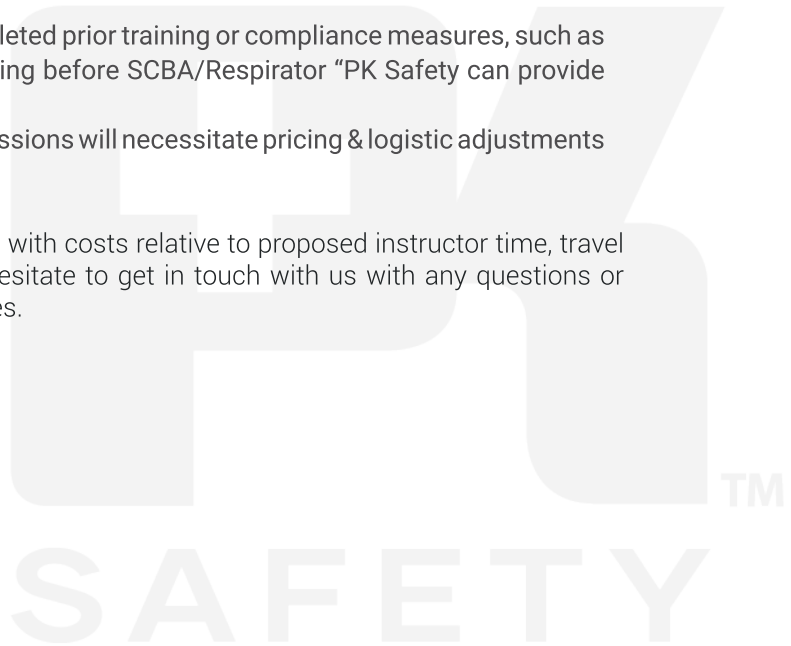 leted prior training or compliance measures, such as
ing before SCBA/Respirator “PK Safety can provide
ssions will necessitate pricing & logistic adjustments
with costs relative to proposed instructor time, travel
esitate to get in touch with us with any questions or
es.
PK
TM
SAFETY